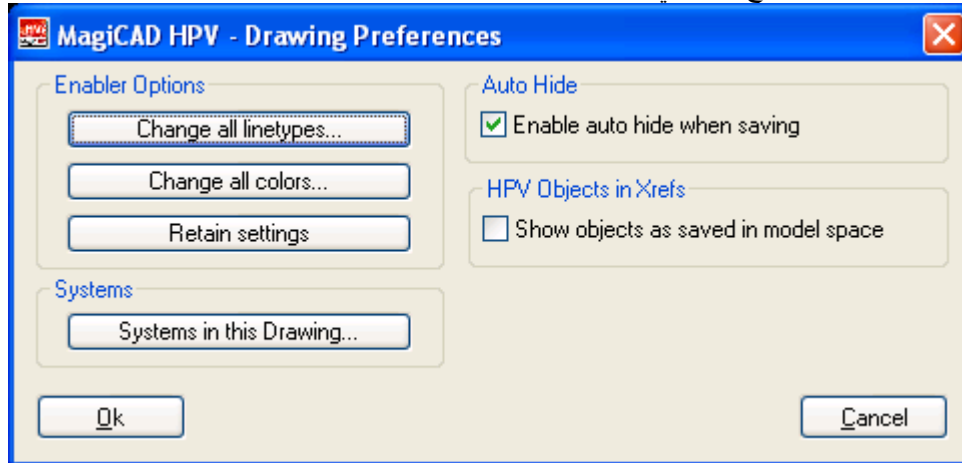 MagiCAD HPV - Drawing Preferences
Enabler Options
Change all linetypes...
Change all colors...
Retain settings
Systems
Systems in this Drawing...
Auto Hide
Enable auto hide when saving
HPV Objects in Xrefs
Show objects as saved in model space
Ok
Cancel